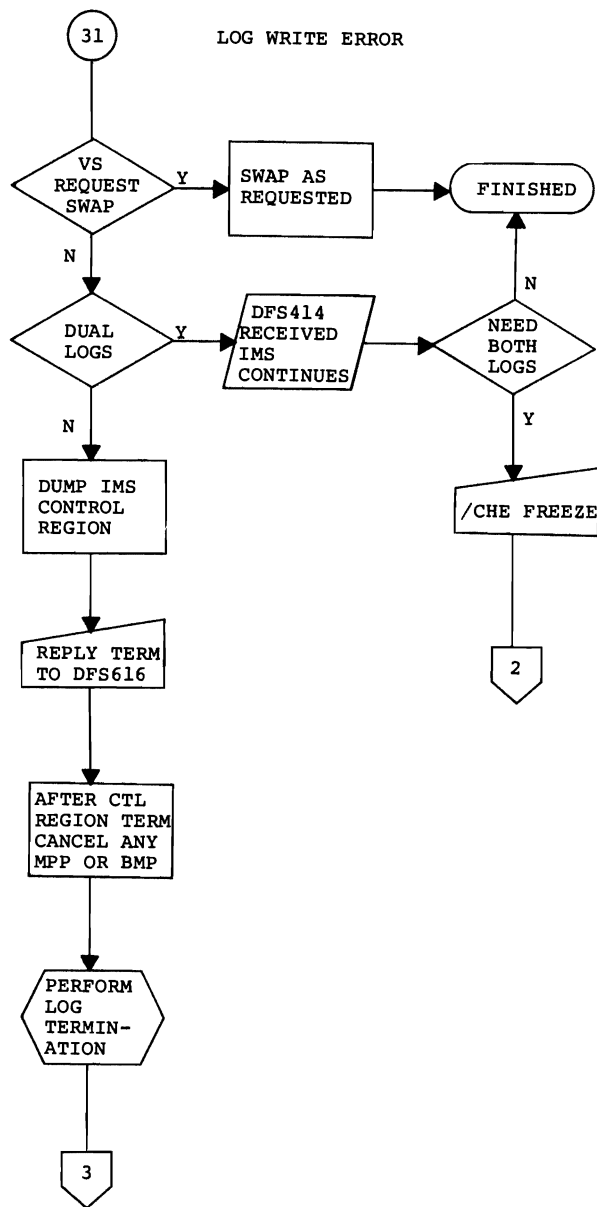 31
LOG WRITE ERROR
VS
REQUEST
SWAP
Y
SWAP AS
REQUESTED
FINISHED
N
N
DUAL
LOGS
Y
DFS414
RECEIVED
IMS
CONTINUES
NEED
BOTH
LOGS
N
Y
DUMP IMS
CONTROL
REGION
/CHE FREEZE
REPLY TERM
TO DFS616
2
AFTER CTL
REGION TERM
CANCEL ANY
MPP OR BMP
PERFORM
LOG
TERMIN-
ATION
3